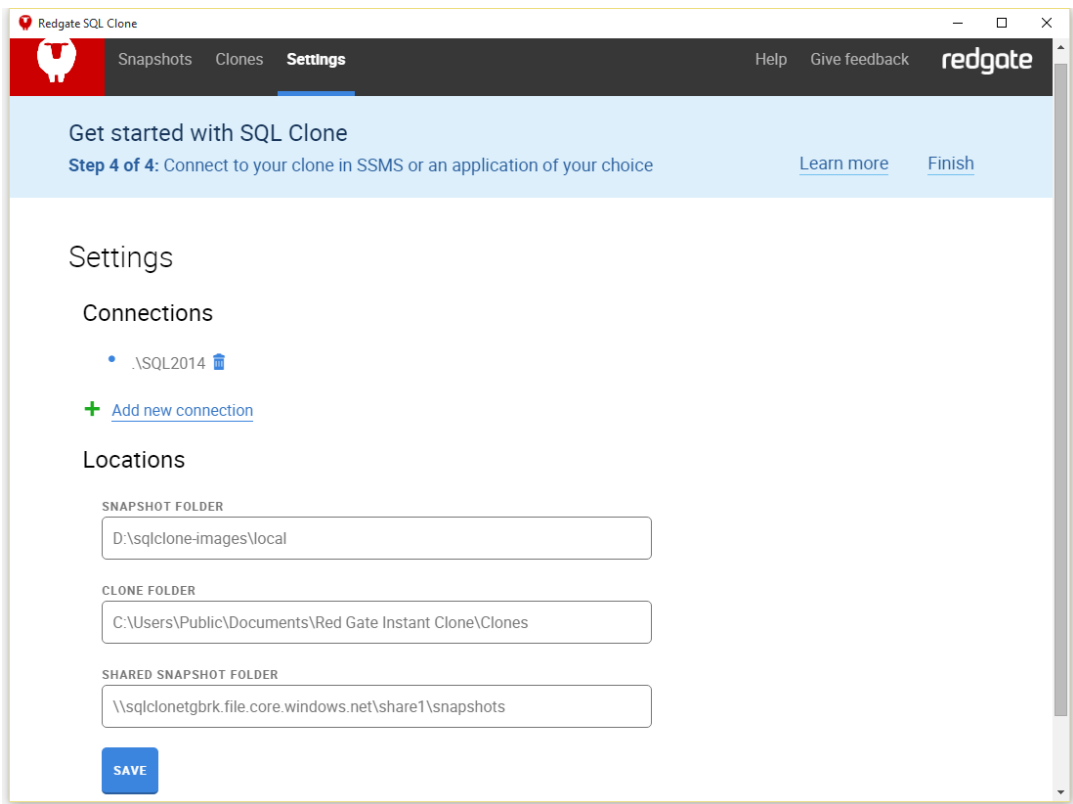 Redgate SQL Clone
Snapshots Clones Settings Help Give feedback redgate
Get started with SQL Clone
Step 4 of 4: Connect to your clone in SSMS or an application of your choice Learn more Finish
Settings
Connections
.\SQL2014
Add new connection
Locations
SNAPSHOT FOLDER
D:\sqlclone-images\local
CLONE FOLDER
C:\Users\Public\Documents\Red Gate Instant Clone\Clones
SHARED SNAPSHOT FOLDER
\\sqlclonetgbrk.file.core.windows.net\share1\snapshots
SAVE